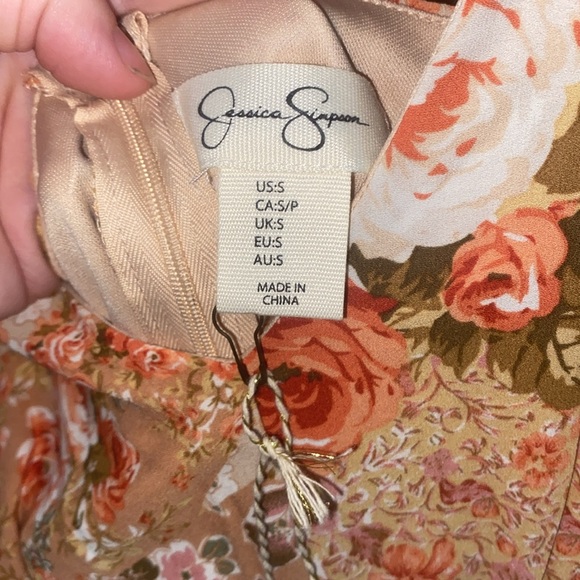 Jessica Simpson
US:S
CA:S/P
UK:S
EU:S
AU:S
MADE IN
CHINA